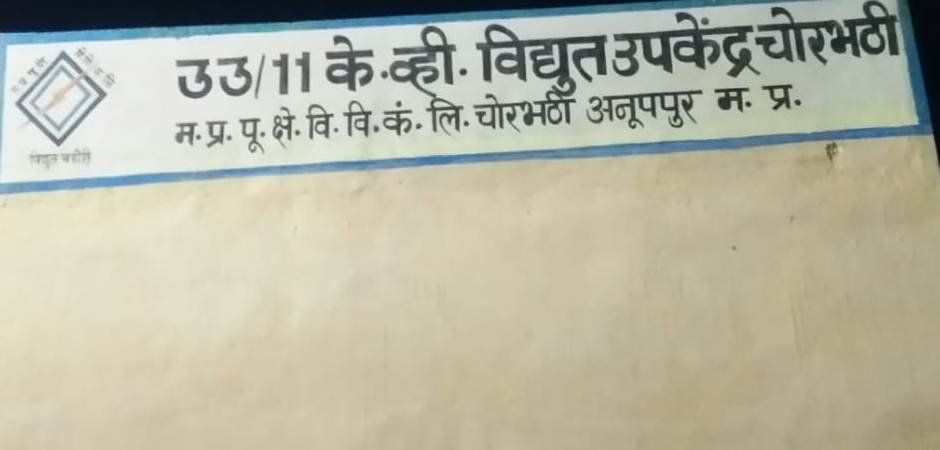 33/11 के.व्ही. विद्युत उपकेंद्र चोरभठी
म.प्र.पू.क्षे.वि.वि.कं.लि.चोरभठी अनूपपुर म.प्र.